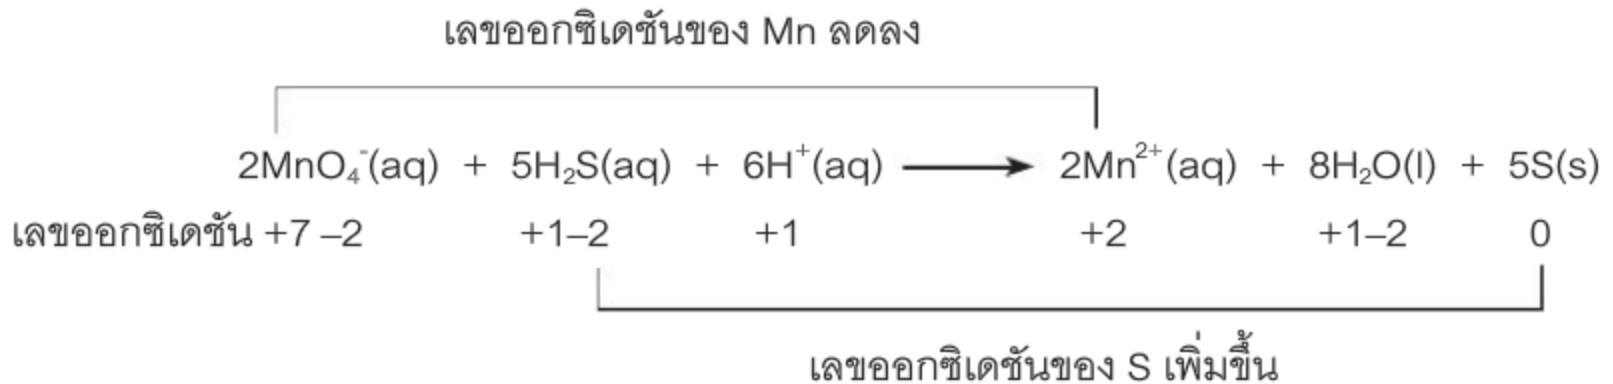 เลขออกซิเดชันของ Mn ลดลง
2MnO₄⁻(aq) + 5H₂S(aq) + 6H⁺(aq) ⟶ 2Mn²⁺(aq) + 8H₂O(l) + 5S(s)
เลขออกซิเดชัน +7 –2 +1–2 +1 +2 +1–2 0
เลขออกซิเดชันของ S เพิ่มขึ้น